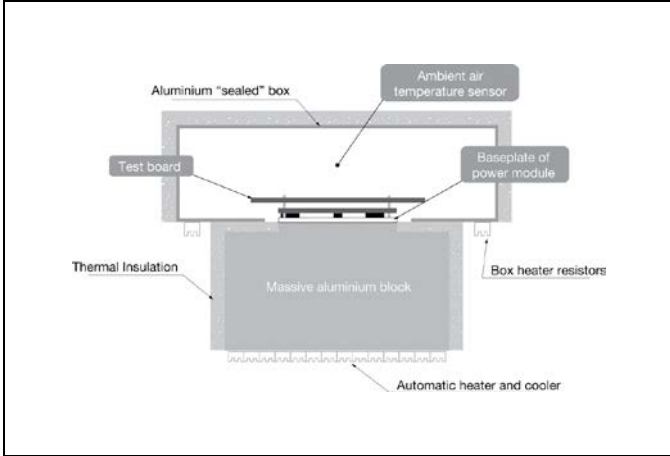 Ambient air
temperature sensor
Aluminium “sealed” box
Test board
Baseplate of
power module
Thermal Insulation
Massive aluminium block
Box heater resistors
Automatic heater and cooler